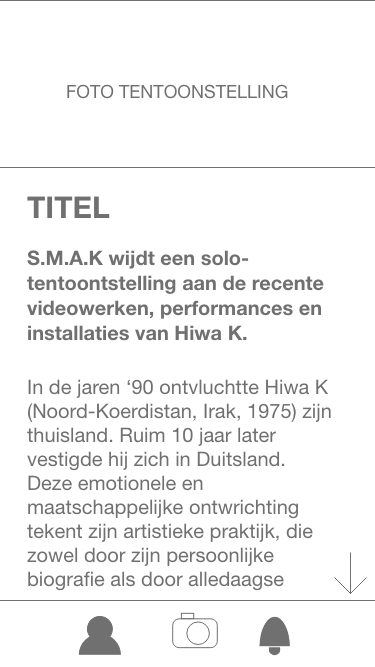 FOTO TENTOONSTELLING
TITEL
S.M.A.K wijdt een solo-
tentoontstelling aan de recente
videowerken, performances en
installaties van Hiwa K.
In de jaren ‘90 ontvluchtte Hiwa K
(Noord-Koerdistan, Irak, 1975) zijn
thuisland. Ruim 10 jaar later
vestigde hij zich in Duitsland.
Deze emotionele en
maatschappelijke ontwrichting
tekent zijn artistieke praktijk, die
zowel door zijn persoonlijke
biografie als door alledaagse